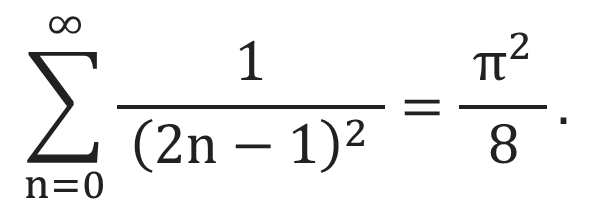 ∑_{n=0}^{∞} 1/(2n − 1)² = π²/8 .